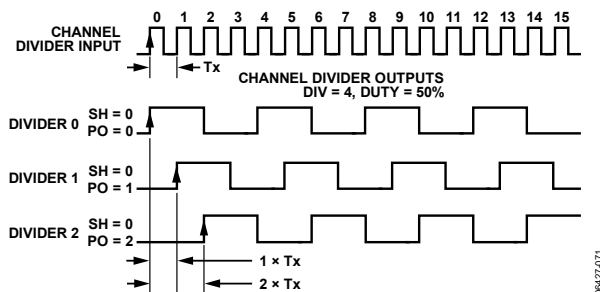 0 1 2 3 4 5 6 7 8 9 10 11 12 13 14 15
CHANNEL
DIVIDER INPUT
Tx
CHANNEL DIVIDER OUTPUTS
DIV = 4, DUTY = 50%
DIVIDER 0
SH = 0
PO = 0
DIVIDER 1
SH = 0
PO = 1
DIVIDER 2
SH = 0
PO = 2
1 × Tx
2 × Tx
06427-071